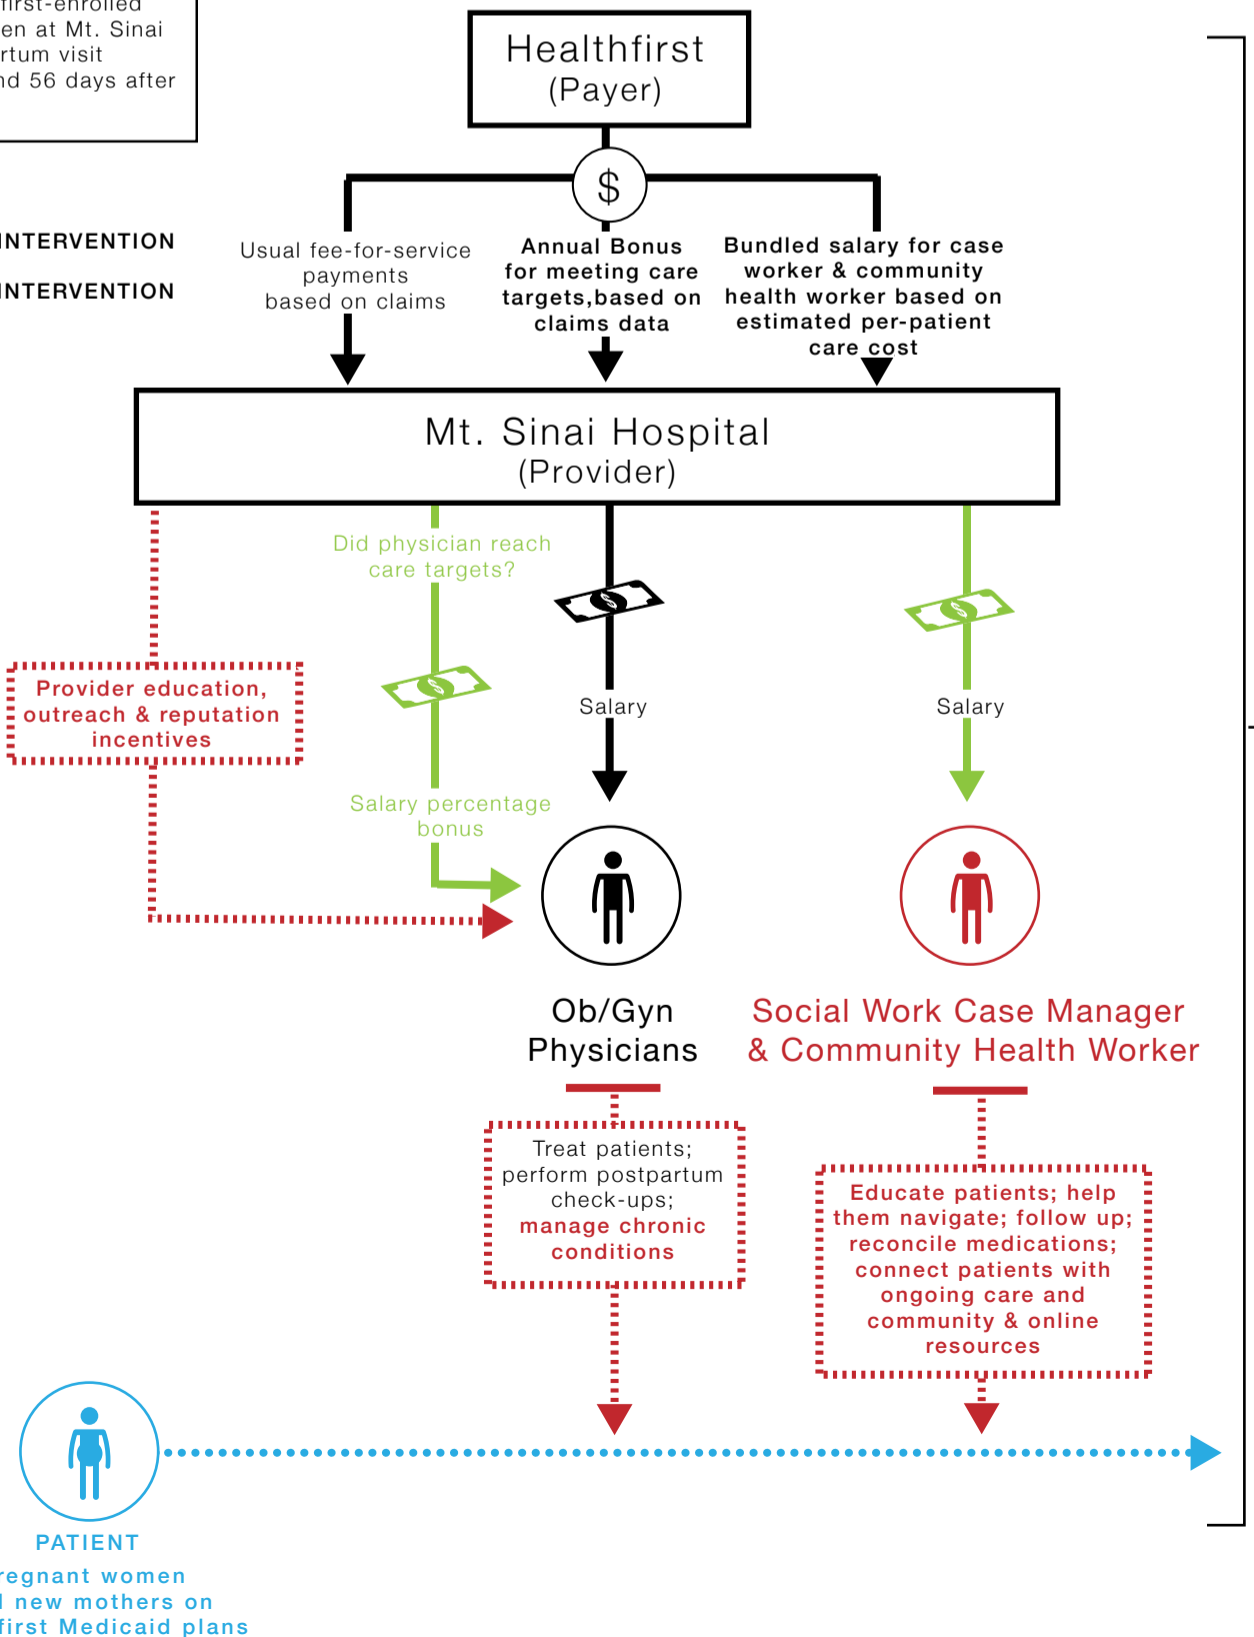 first-enrolled
en at Mt. Sinai
rtum visit
nd 56 days after
Healthfirst
(Payer)
$
INTERVENTION
INTERVENTION
Usual fee-for-service
payments
based on claims
Annual Bonus
for meeting care
targets,based on
claims data
Bundled salary for case
worker & community
health worker based on
estimated per-patient
care cost
Mt. Sinai Hospital
(Provider)
Did physician reach
care targets?
Provider education,
outreach & reputation
incentives
Salary
Salary
Salary percentage
bonus
Ob/Gyn
Physicians
Social Work Case Manager
& Community Health Worker
Treat patients;
perform postpartum
check-ups;
manage chronic
conditions
Educate patients; help
them navigate; follow up;
reconcile medications;
connect patients with
ongoing care and
community & online
resources
PATIENT
regnant women
new mothers on
first Medicaid plans